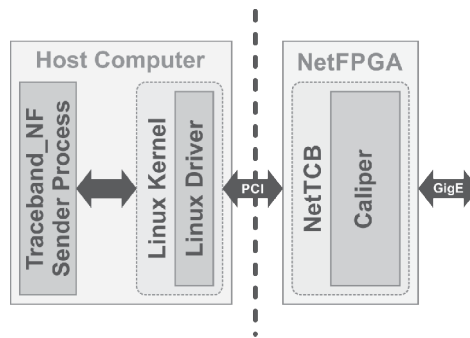 Host Computer
NetFPGA
Traceband_NF
Sender Process
Linux Kernel
Linux Driver
PCI
NetTCB
Caliper
GigE